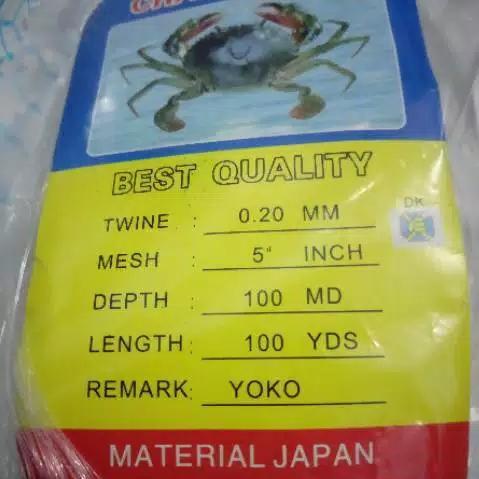 BEST QUALITY
TWINE : 0.20 MM
DK
MESH : 5" INCH
DEPTH : 100 MD
LENGTH : 100 YDS
REMARK: YOKO
MATERIAL JAPAN